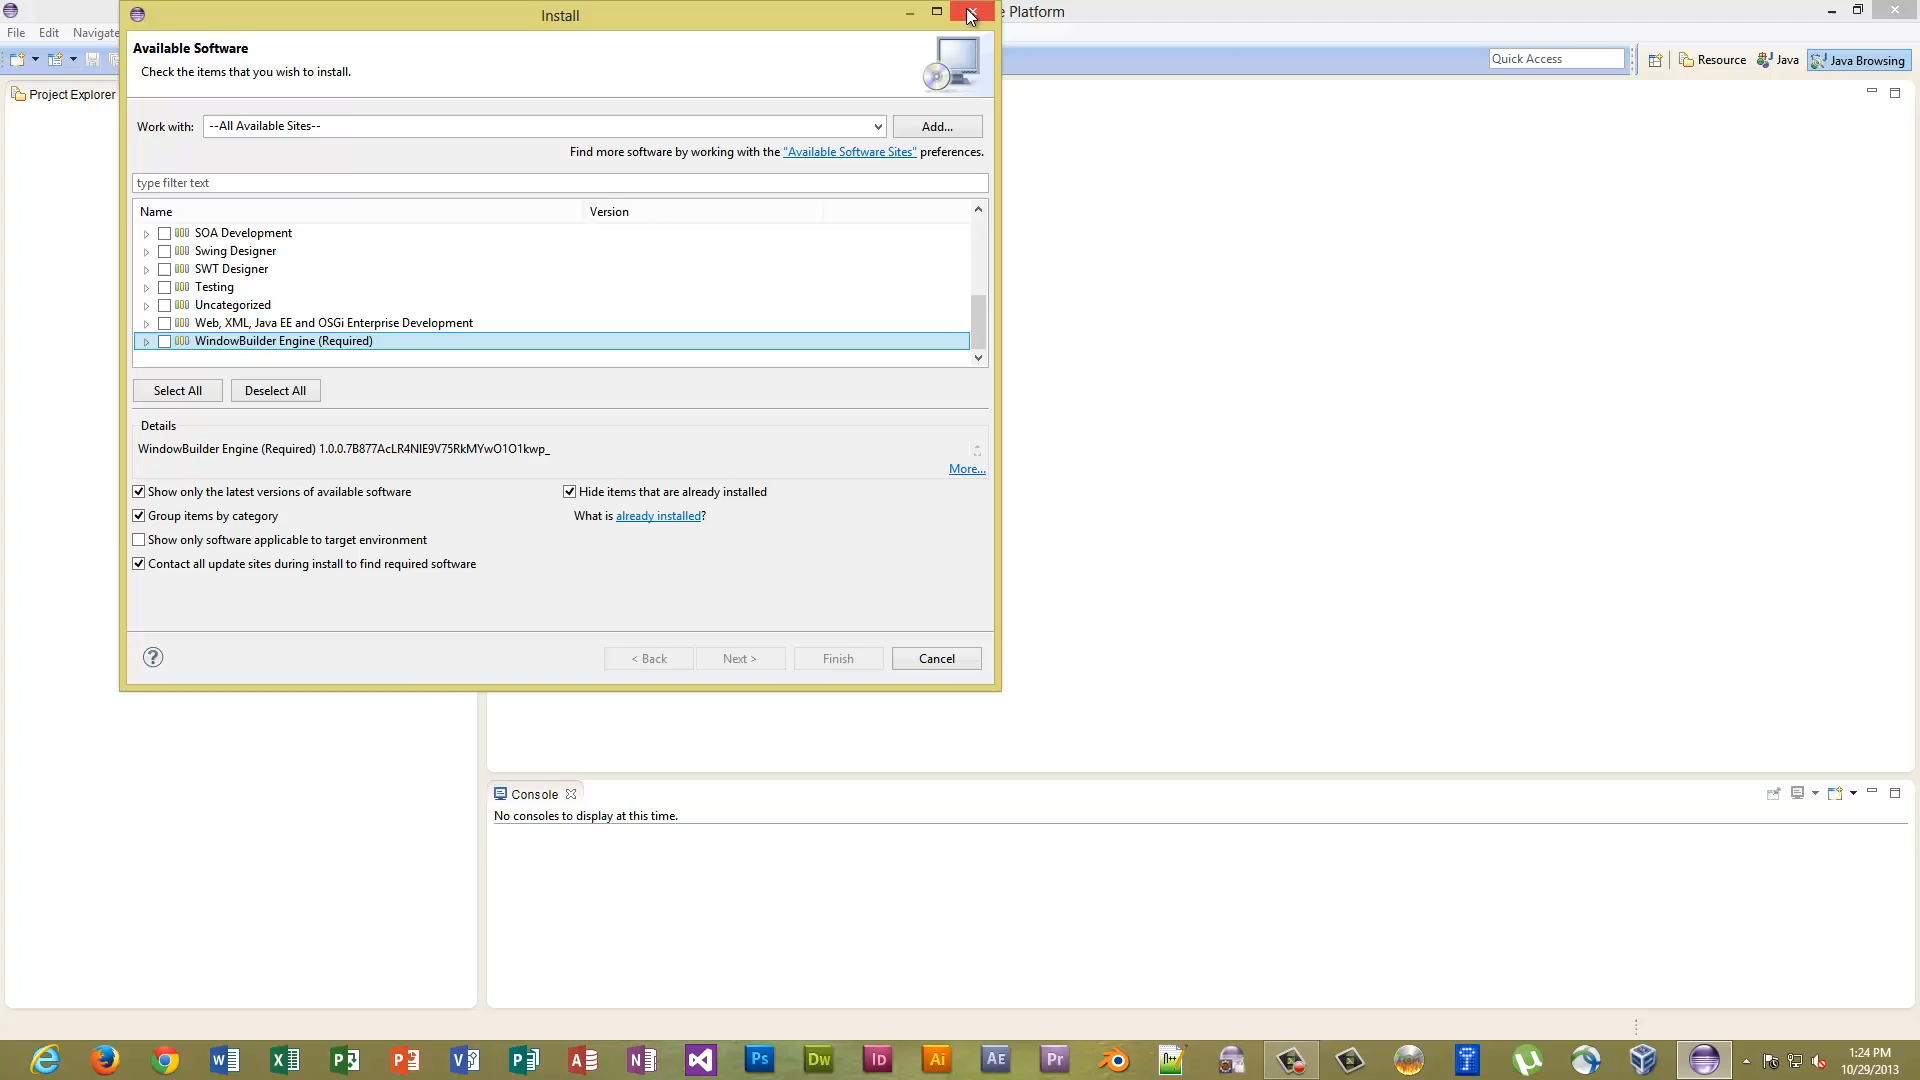 Install
e Platform
File Edit Navigate
Quick Access
Resource
Java
Java Browsing
Project Explorer
Available Software
Check the items that you wish to install.
Work with:
--All Available Sites--
Add...
Find more software by working with the "Available Software Sites" preferences.
type filter text
Name Version
SOA Development
Swing Designer
SWT Designer
Testing
Uncategorized
Web, XML, Java EE and OSGi Enterprise Development
WindowBuilder Engine (Required)
Select All
Deselect All
Details
WindowBuilder Engine (Required) 1.0.0.7B877AcLR4NlE9V75RkMYwO1O1kwp_
More...
Show only the latest versions of available software
Hide items that are already installed
Group items by category
What is already installed?
Show only software applicable to target environment
Contact all update sites during install to find required software
?
< Back
Next >
Finish
Cancel
Console
No consoles to display at this time.
Ps
Dw
Id
Ai
AE
Pr
1:24 PM
10/29/2013